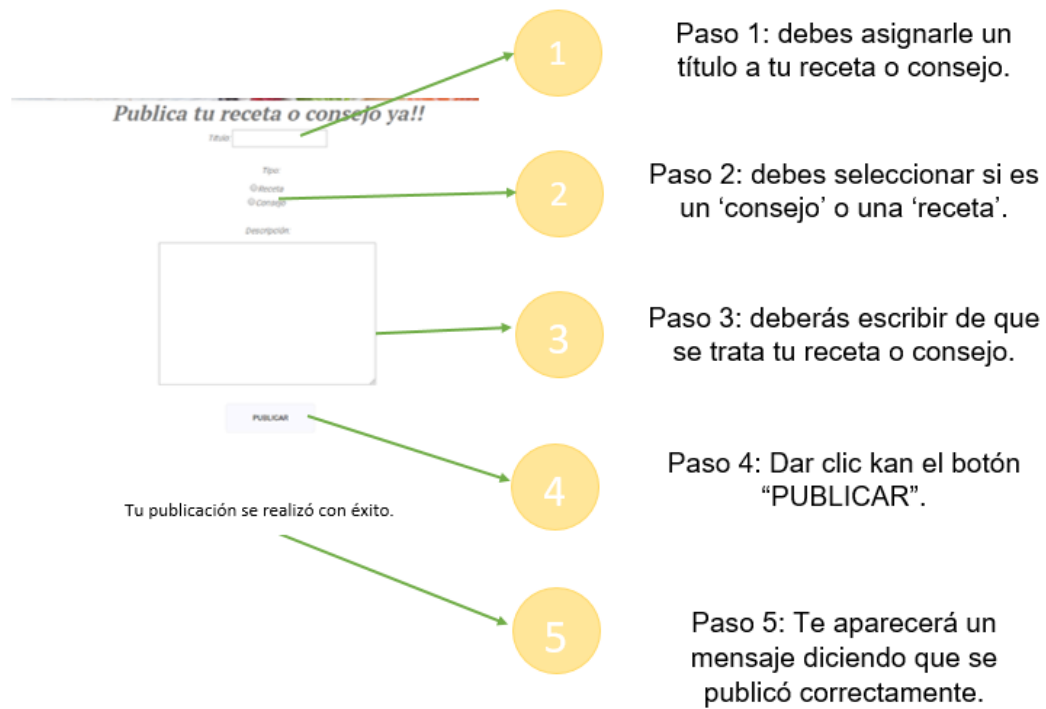 Publica tu receta o consejo ya!!
Título:
Tipo:
Receta
Consejo
Descripción:
PUBLICAR
Tu publicación se realizó con éxito.
1
Paso 1: debes asignarle un
título a tu receta o consejo.
2
Paso 2: debes seleccionar si es
un ‘consejo’ o una ‘receta’.
3
Paso 3: deberás escribir de que
se trata tu receta o consejo.
4
Paso 4: Dar clic kan el botón
“PUBLICAR”.
5
Paso 5: Te aparecerá un
mensaje diciendo que se
publicó correctamente.